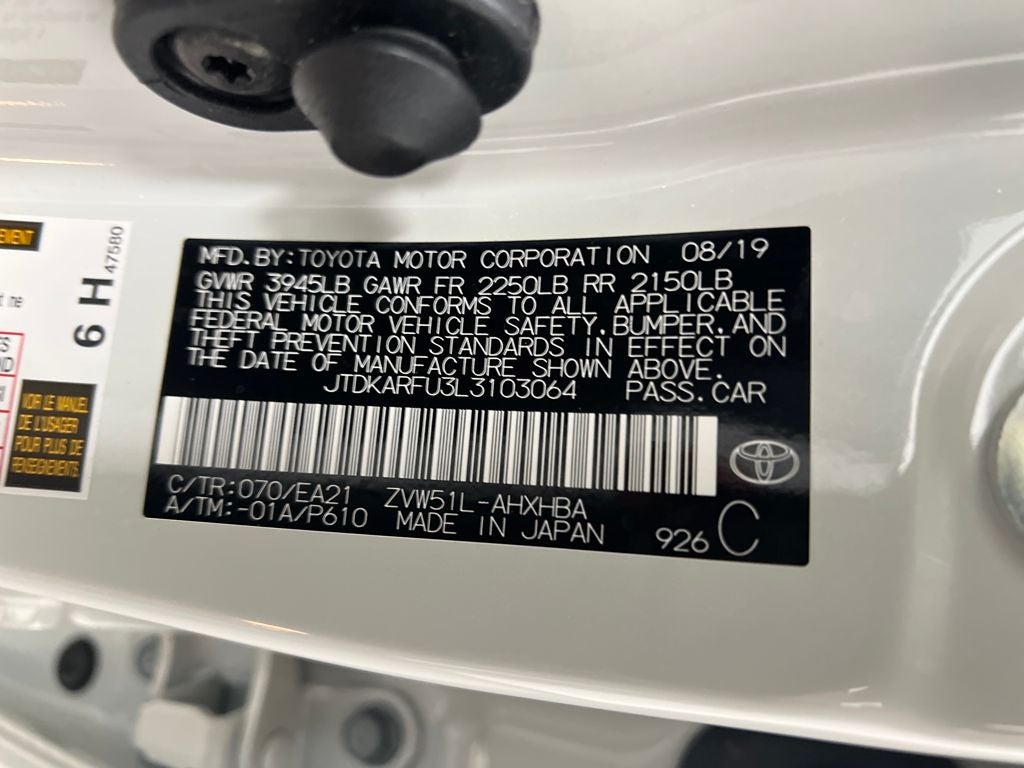 MFD.BY:TOYOTA MOTOR CORPORATION 08/19
GVWR 3945LB GAWR FR 2250LB RR 2150LB
THIS VEHICLE CONFORMS TO ALL APPLICABLE
FEDERAL MOTOR VEHICLE SAFETY,BUMPER,AND
THEFT PREVENTION STANDARDS IN EFFECT ON
THE DATE OF MANUFACTURE SHOWN ABOVE.
JTDKARFU3L3103064 PASS.CAR
C/TR:070/EA21 ZVW51L-AHXHBA
A/TM:-01A/P610 MADE IN JAPAN
926 C
6 H
47580
VOIR LE MANUEL
DE L'USAGER
POUR PLUS DE
RENSEIGNEMENTS